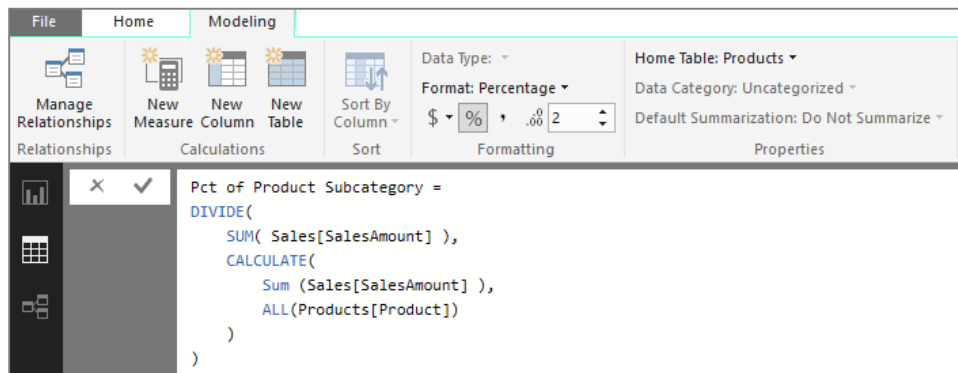 File Home Modeling
Data Type:
Home Table: Products
Format: Percentage
Data Category: Uncategorized
Manage Relationships
New Measure
New Column
New Table
Sort By Column
$ % , .00 2
Default Summarization: Do Not Summarize
Relationships Calculations Sort Formatting Properties
Pct of Product Subcategory =
DIVIDE(
SUM( Sales[SalesAmount] ),
CALCULATE(
Sum (Sales[SalesAmount] ),
ALL(Products[Product])
)
)